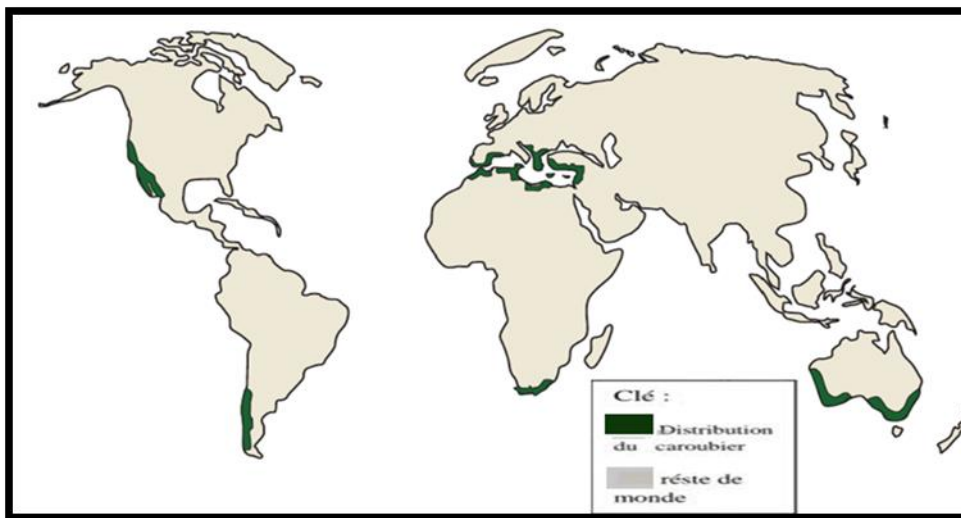 Clé :
Distribution
du caroubier
réste de
monde